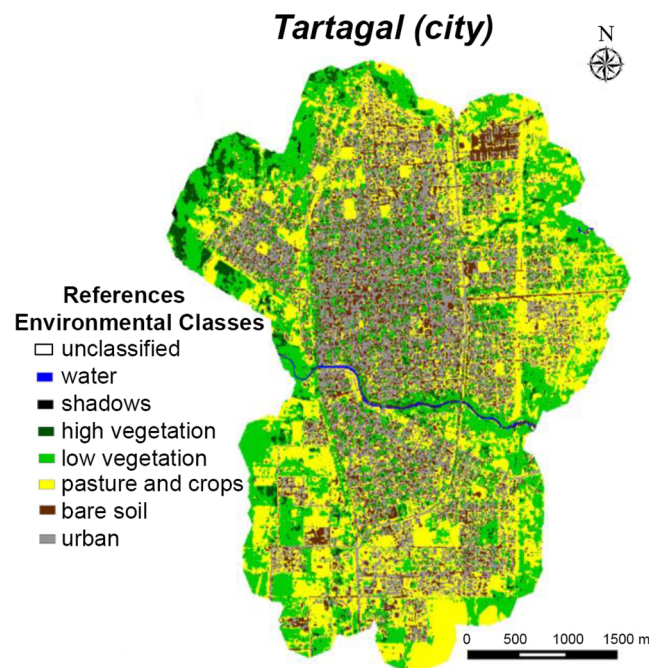 Tartagal (city)
N
References
Environmental Classes
unclassified
water
shadows
high vegetation
low vegetation
pasture and crops
bare soil
urban
0 500 1000 1500 m